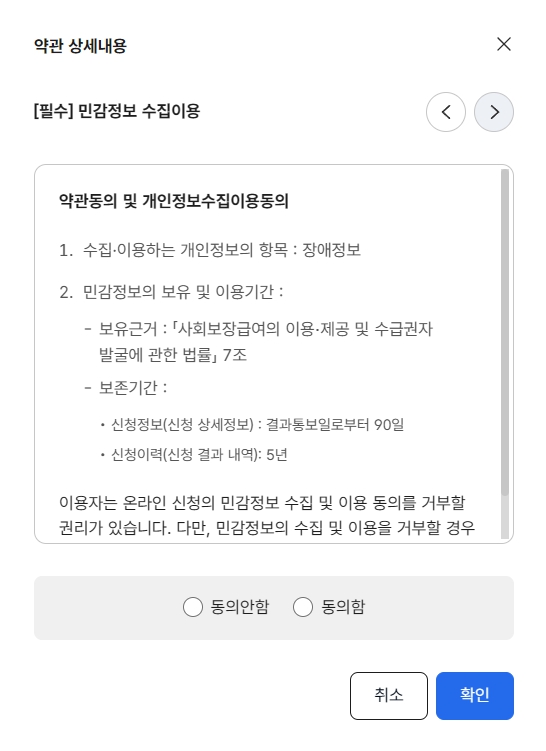 약관 상세내용
[필수] 민감정보 수집이용
약관동의 및 개인정보수집이용동의
1. 수집·이용하는 개인정보의 항목 : 장애정보
2. 민감정보의 보유 및 이용기간 :
- 보유근거 : 「사회보장급여의 이용·제공 및 수급권자
발굴에 관한 법률」 7조
- 보존기간 :
• 신청정보(신청 상세정보) : 결과통보일로부터 90일
• 신청이력(신청 결과 내역): 5년
이용자는 온라인 신청의 민감정보 수집 및 이용 동의를 거부할
권리가 있습니다. 다만, 민감정보의 수집 및 이용을 거부할 경우
동의안함 동의함
취소 확인